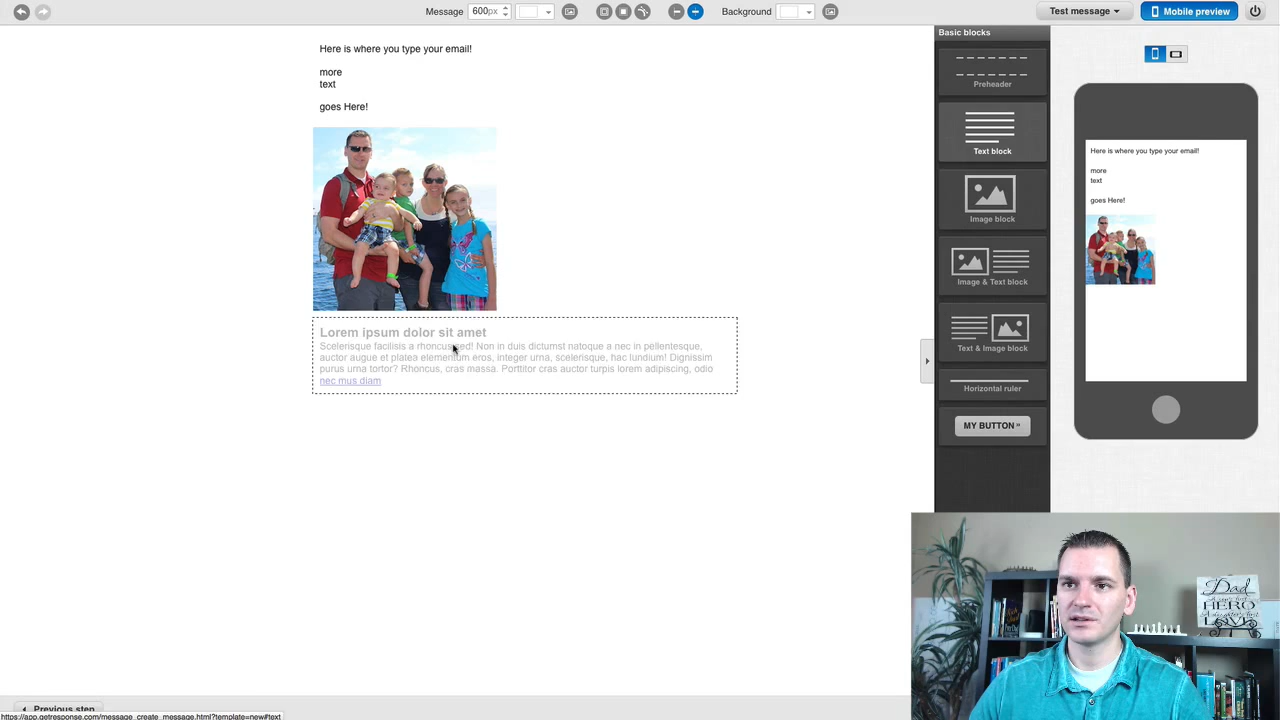 Message 600px Background Test message Mobile preview
Here is where you type your email!
more
text
goes Here!
Lorem ipsum dolor sit amet
Scelerisque facilisis a rhoncus sed! Non in duis dictumst natoque a nec in pellentesque,
auctor augue et platea elementum eros, integer urna, scelerisque, hac lundium! Dignissim
purus urna tortor? Rhoncus, cras massa. Porttitor cras auctor turpis lorem adipiscing, odio
nec mus diam
Basic blocks
Preheader
Text block
Image block
Image & Text block
Text & Image block
Horizontal ruler
MY BUTTON »
Here is where you type your email!
more
text
goes Here!
Dad
HERO
LOVE
Previous step
https://app.getresponse.com/message_create_message.html?template=new#text